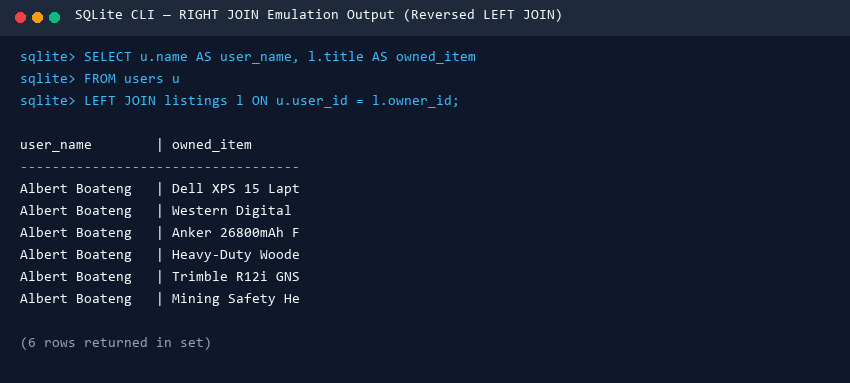 SQLite CLI — RIGHT JOIN Emulation Output (Reversed LEFT JOIN)
sqlite> SELECT u.name AS user_name, l.title AS owned_item
sqlite> FROM users u
sqlite> LEFT JOIN listings l ON u.user_id = l.owner_id;
user_name        | owned_item
-----------------------------------
Albert Boateng   | Dell XPS 15 Lapt
Albert Boateng   | Western Digital
Albert Boateng   | Anker 26800mAh F
Albert Boateng   | Heavy-Duty Woode
Albert Boateng   | Trimble R12i GNS
Albert Boateng   | Mining Safety He
(6 rows returned in set)